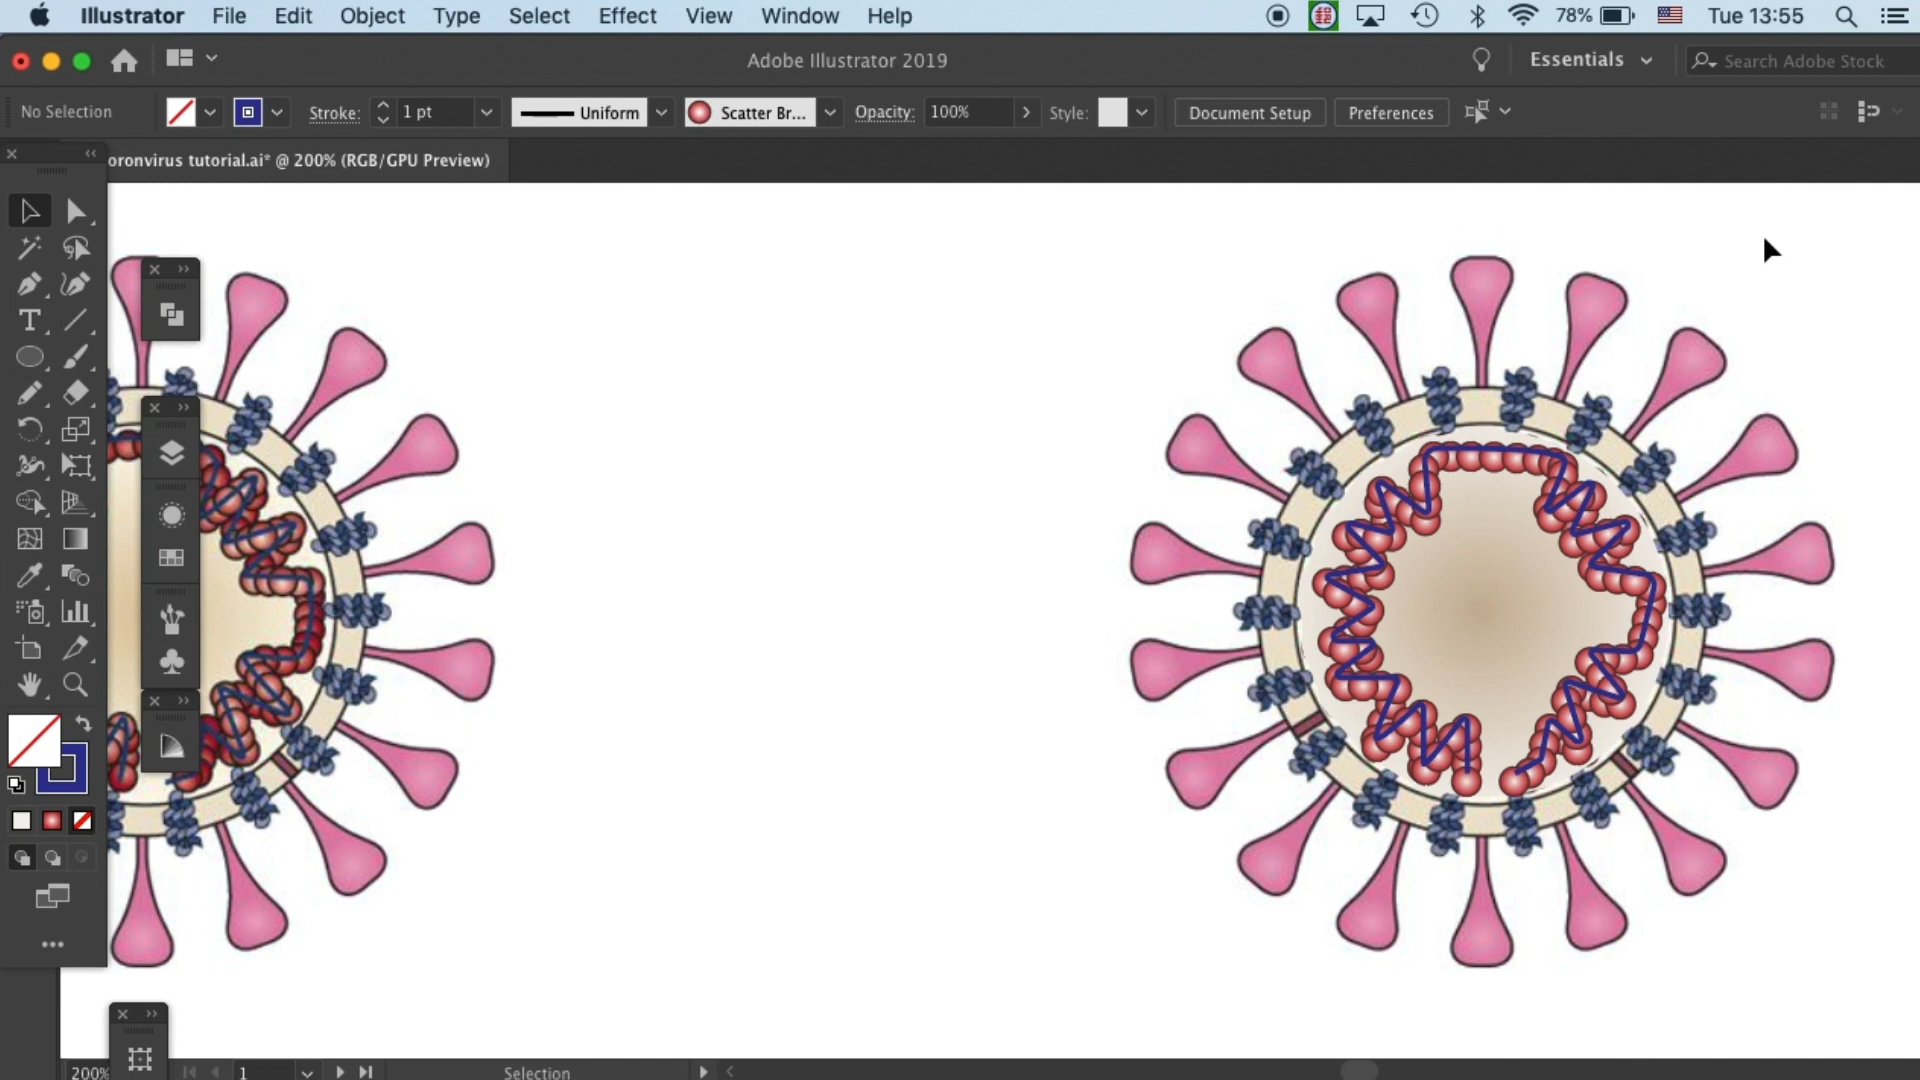 Illustrator File Edit Object Type Select Effect View Window Help 78% Tue 13:55
Adobe Illustrator 2019 Essentials Search Adobe Stock
No Selection Stroke: 1 pt Uniform Scatter Br... Opacity: 100% Style: Document Setup Preferences
oronvirus tutorial.ai* @ 200% (RGB/GPU Preview)
200% 1 Selection